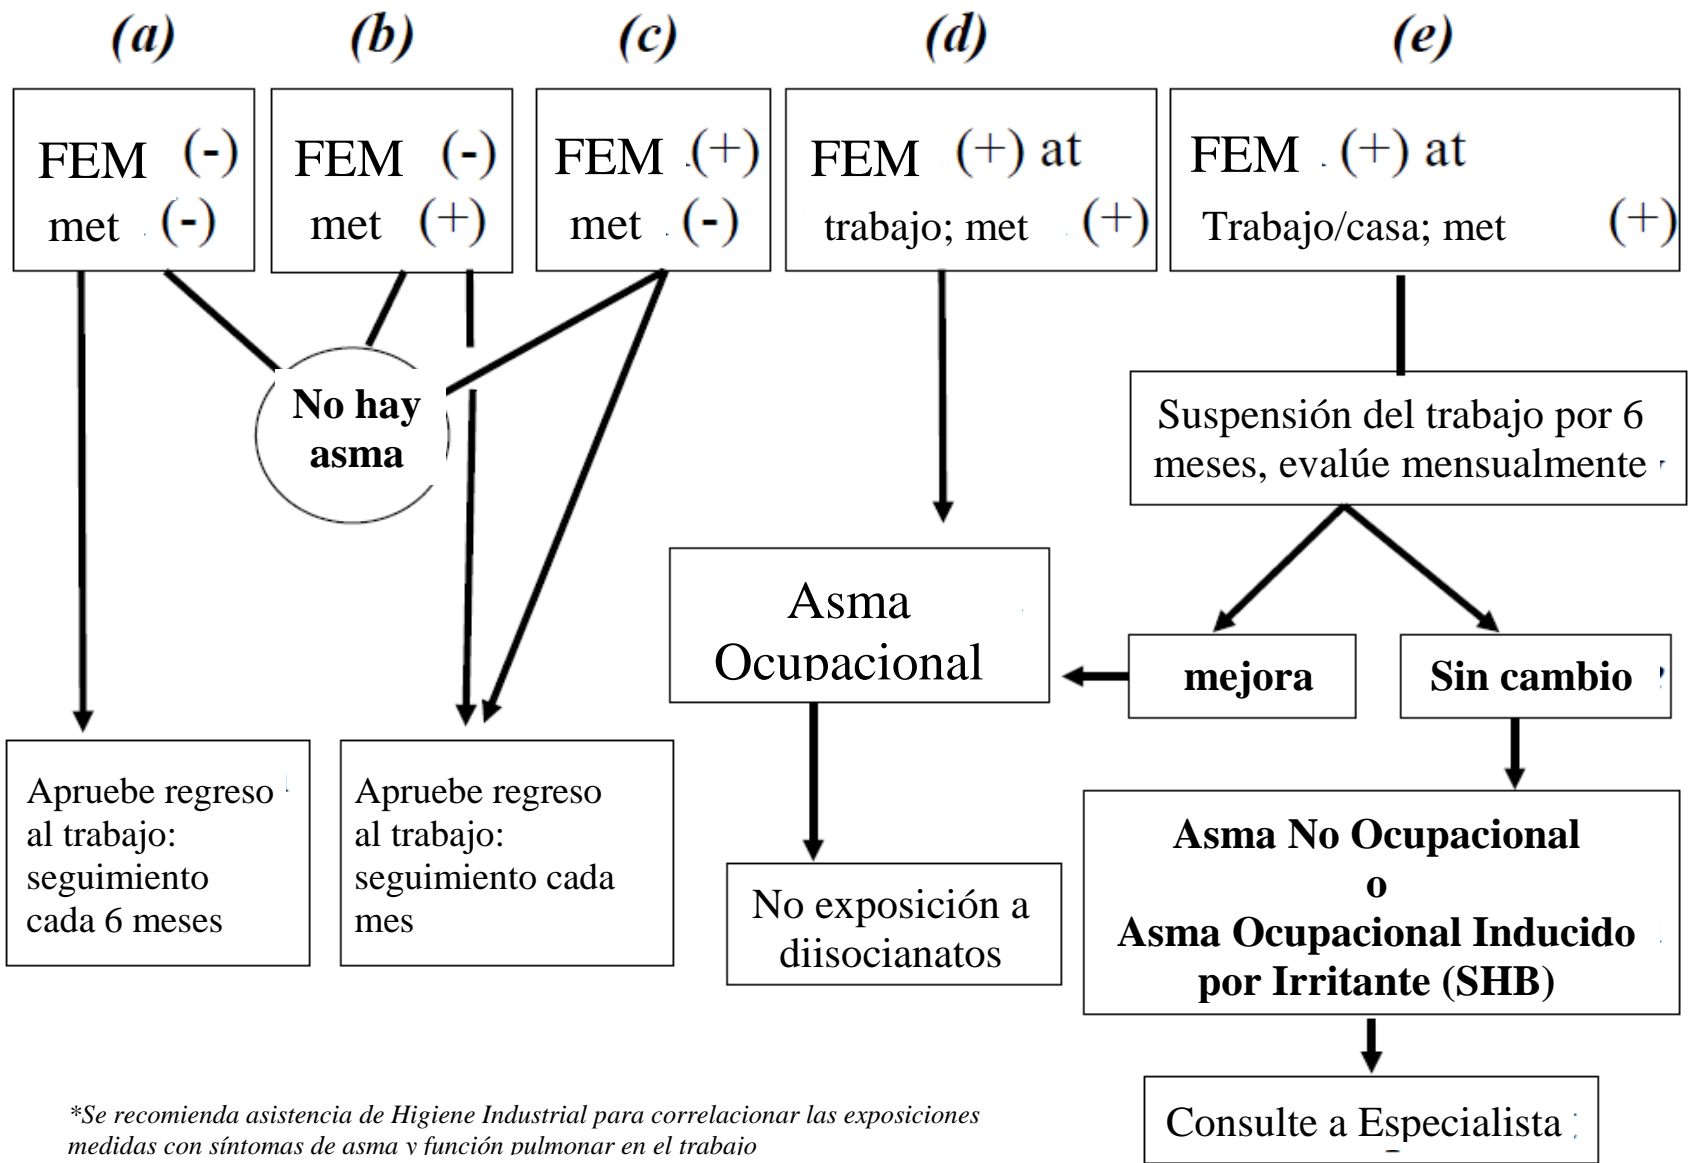 (a) (b) (c) (d) (e)
FEM (-)
met (-)
FEM (-)
met (+)
FEM (+)
met (-)
FEM (+) at
trabajo; met (+)
FEM (+) at
Trabajo/casa; met (+)
No hay
asma
Suspensión del trabajo por 6
meses, evalúe mensualmente
Asma
Ocupacional
mejora
Sin cambio
Apruebe regreso
al trabajo:
seguimiento
cada 6 meses
Apruebe regreso
al trabajo:
seguimiento cada
mes
No exposición a
diisocianatos
Asma No Ocupacional
o
Asma Ocupacional Inducido
por Irritante (SHB)
Consulte a Especialista
*Se recomienda asistencia de Higiene Industrial para correlacionar las exposiciones
medidas con síntomas de asma y función pulmonar en el trabajo